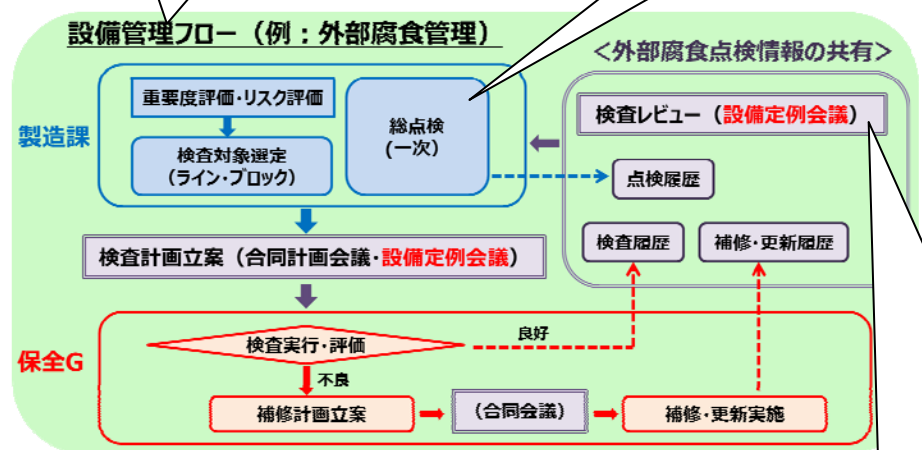 設備管理フロー（例：外部腐食管理）
＜外部腐食点検情報の共有＞
製造課
重要度評価・リスク評価
検査対象選定
（ライン・ブロック）
総点検
(一次)
検査レビュー（設備定例会議）
点検履歴
検査履歴
補修・更新履歴
検査計画立案（合同計画会議・設備定例会議）
保全G
検査実行・評価
良好
不良
補修計画立案
（合同会議）
補修・更新実施